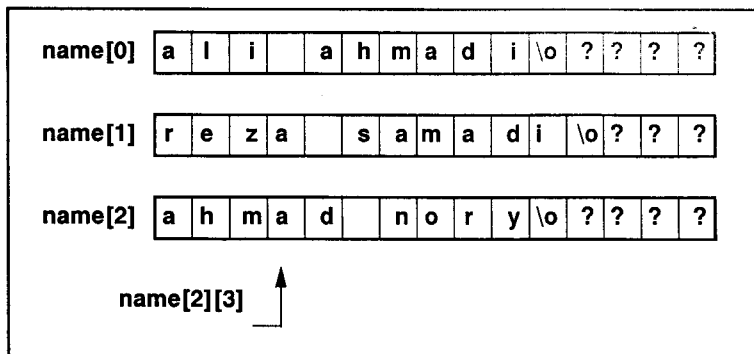 name[0] a l i a h m a d i \o ? ? ? ?
name[1] r e z a s a m a d i \o ? ? ?
name[2] a h m a d n o r y \o ? ? ? ?
name[2][3]